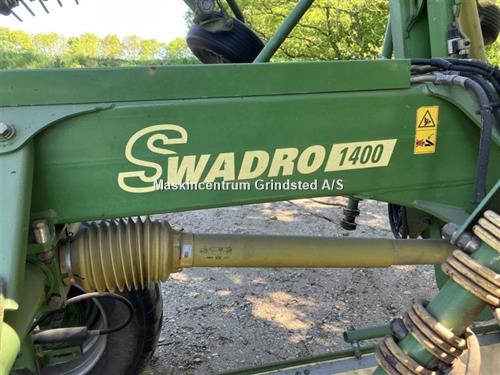 SWADRO 1400
Maskincentrum Grindsted A/S